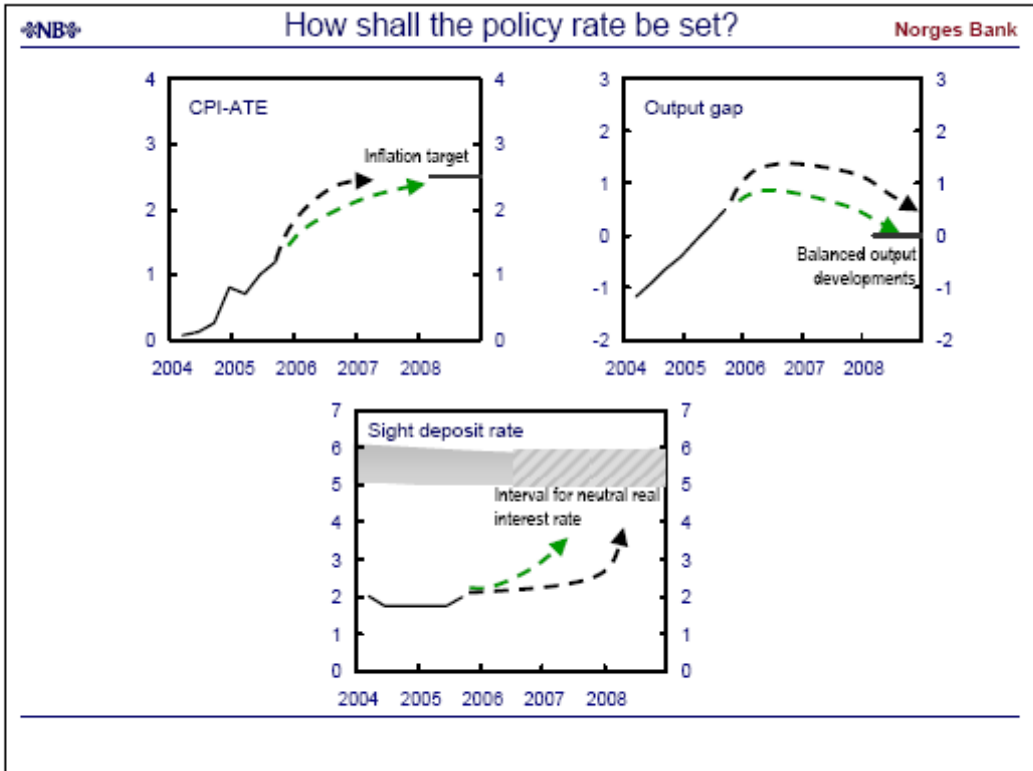 NB
How shall the policy rate be set?
Norges Bank
CPI-ATE
4
3
2
1
0
4
3
2
1
0
Inflation target
2004 2005 2006 2007 2008
Output gap
3
2
1
0
-1
-2
3
2
1
0
-1
-2
Balanced output
developments
2004 2005 2006 2007 2008
Sight deposit rate
7
6
5
4
3
2
1
0
7
6
5
4
3
2
1
0
Interval for neutral real
interest rate
2004 2005 2006 2007 2008